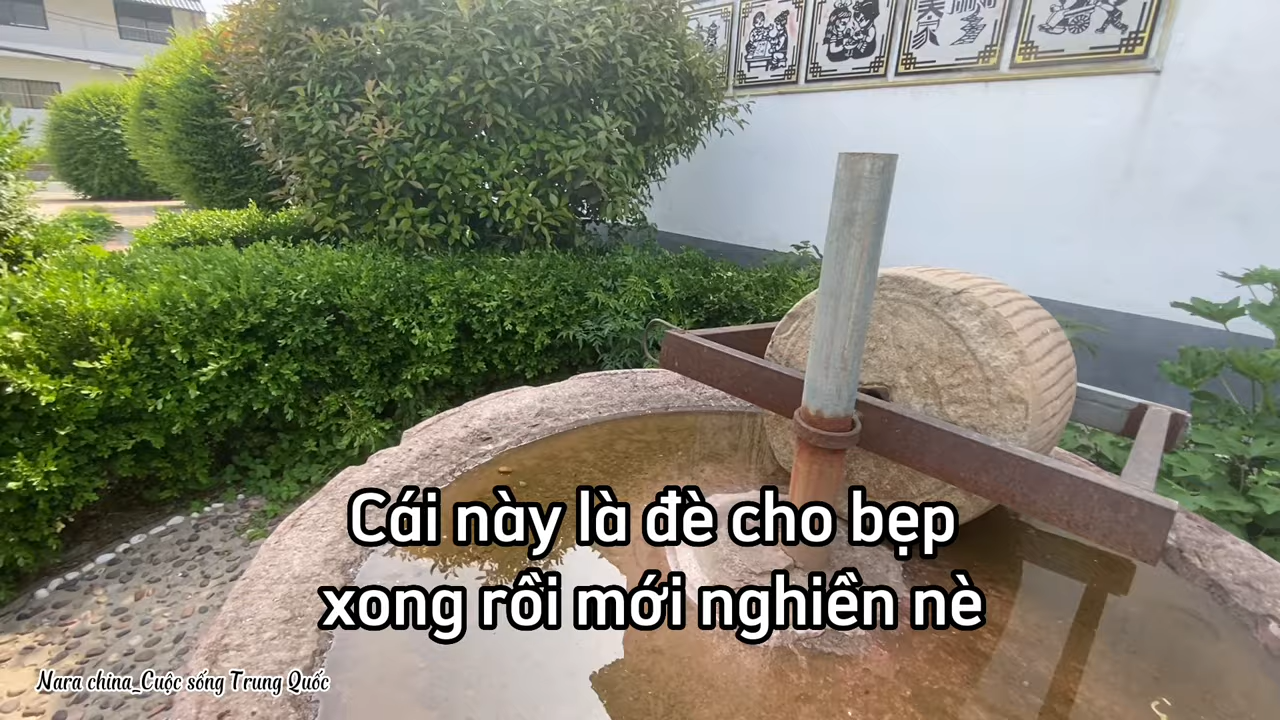 Cái này là đè cho bẹp
xong rồi mới nghiền nè
Nara china_Cuộc sống Trung Quốc